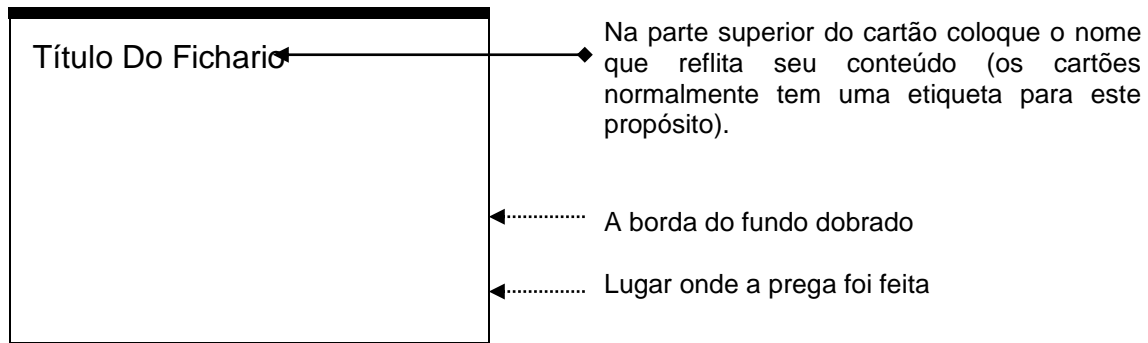 Título Do Fichario
Na parte superior do cartão coloque o nome
que reflita seu conteúdo (os cartões
normalmente tem uma etiqueta para este
propósito).
A borda do fundo dobrado
Lugar onde a prega foi feita